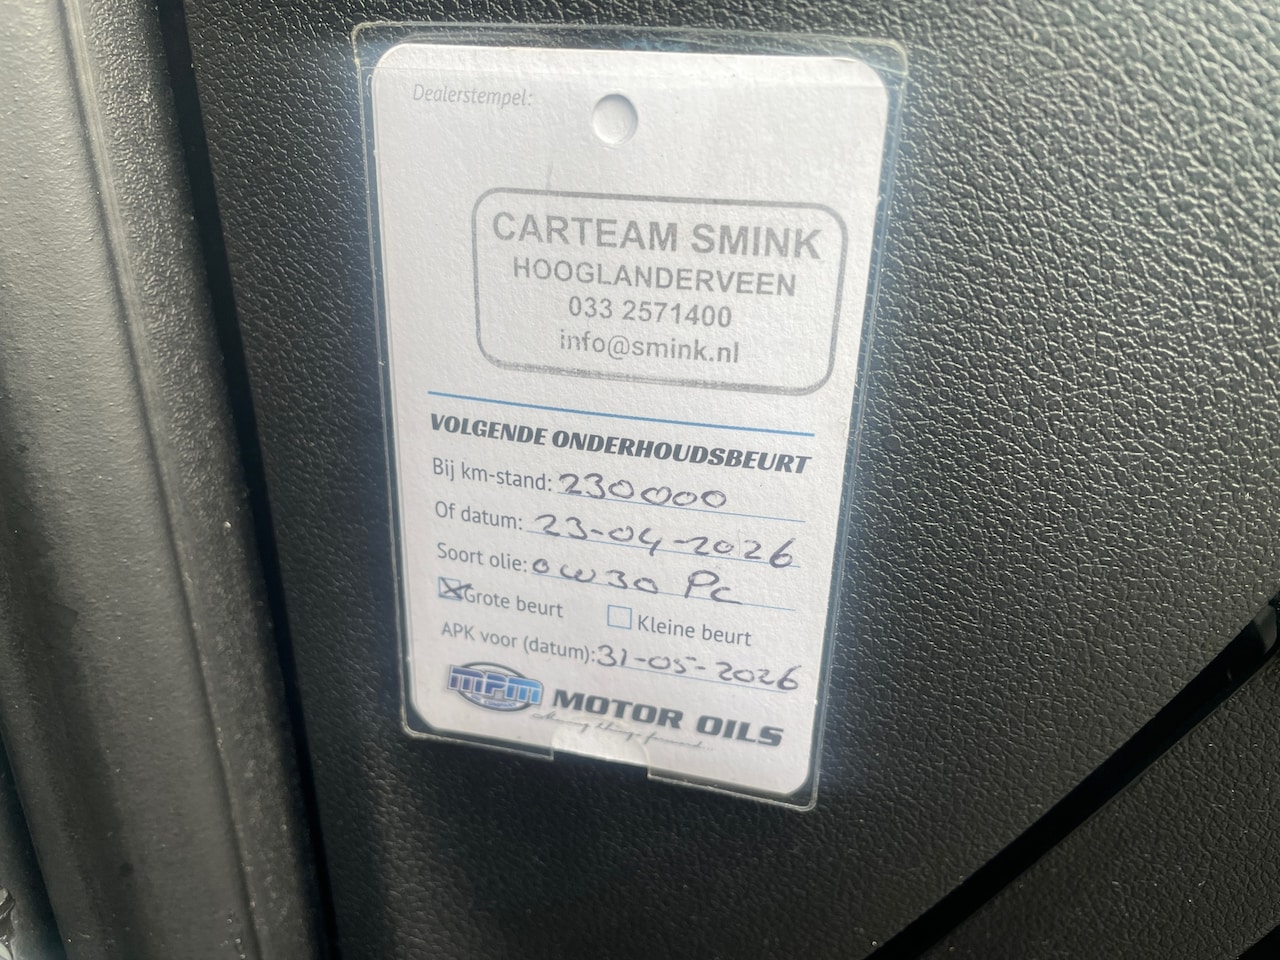 Dealerstempel:
CARTEAM SMINK
HOOGLANDERVEEN
033 2571400
info@smink.nl
VOLGENDE ONDERHOUDSBEURT
Bij km-stand: 230000
Of datum: 23-04-2026
Soort olie: 0W30 Pc
Grote beurt Kleine beurt
APK voor (datum): 31-05-2026
MPM MOTOR OILS